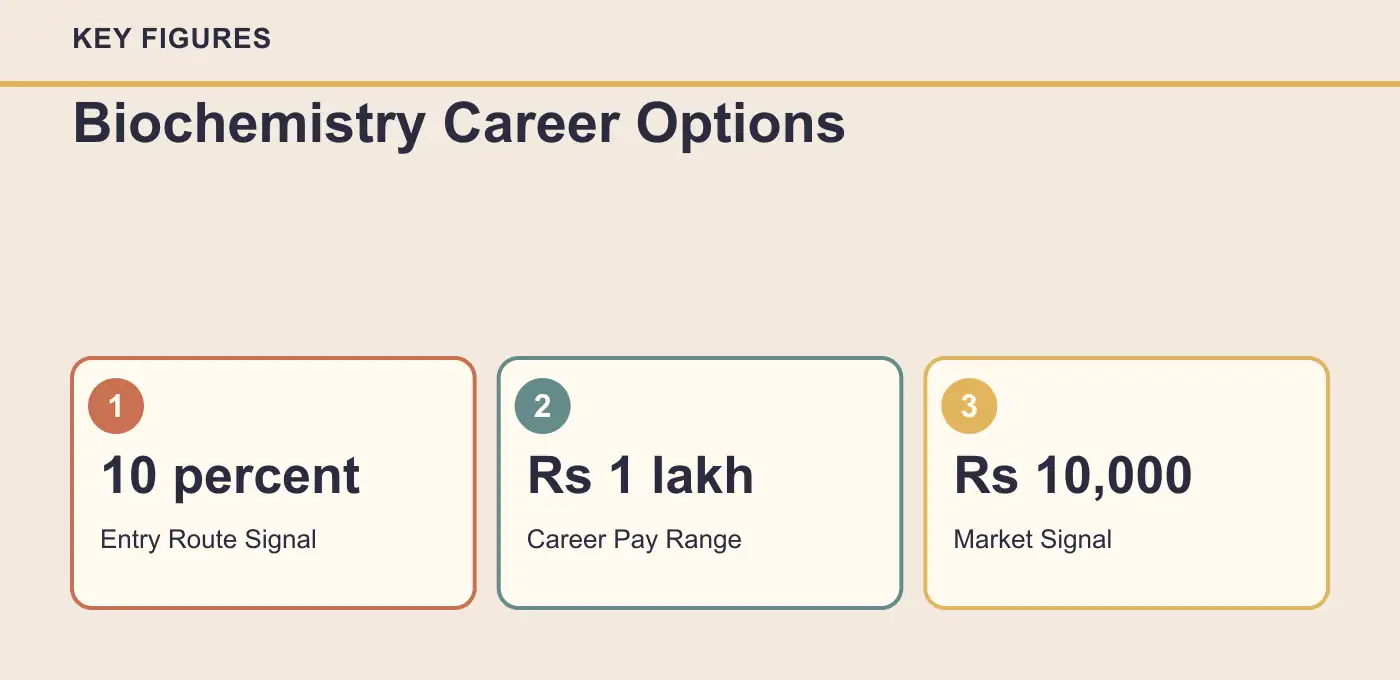 KEY FIGURES
Biochemistry Career Options
1
10 percent
Entry Route Signal
2
Rs 1 lakh
Career Pay Range
3
Rs 10,000
Market Signal